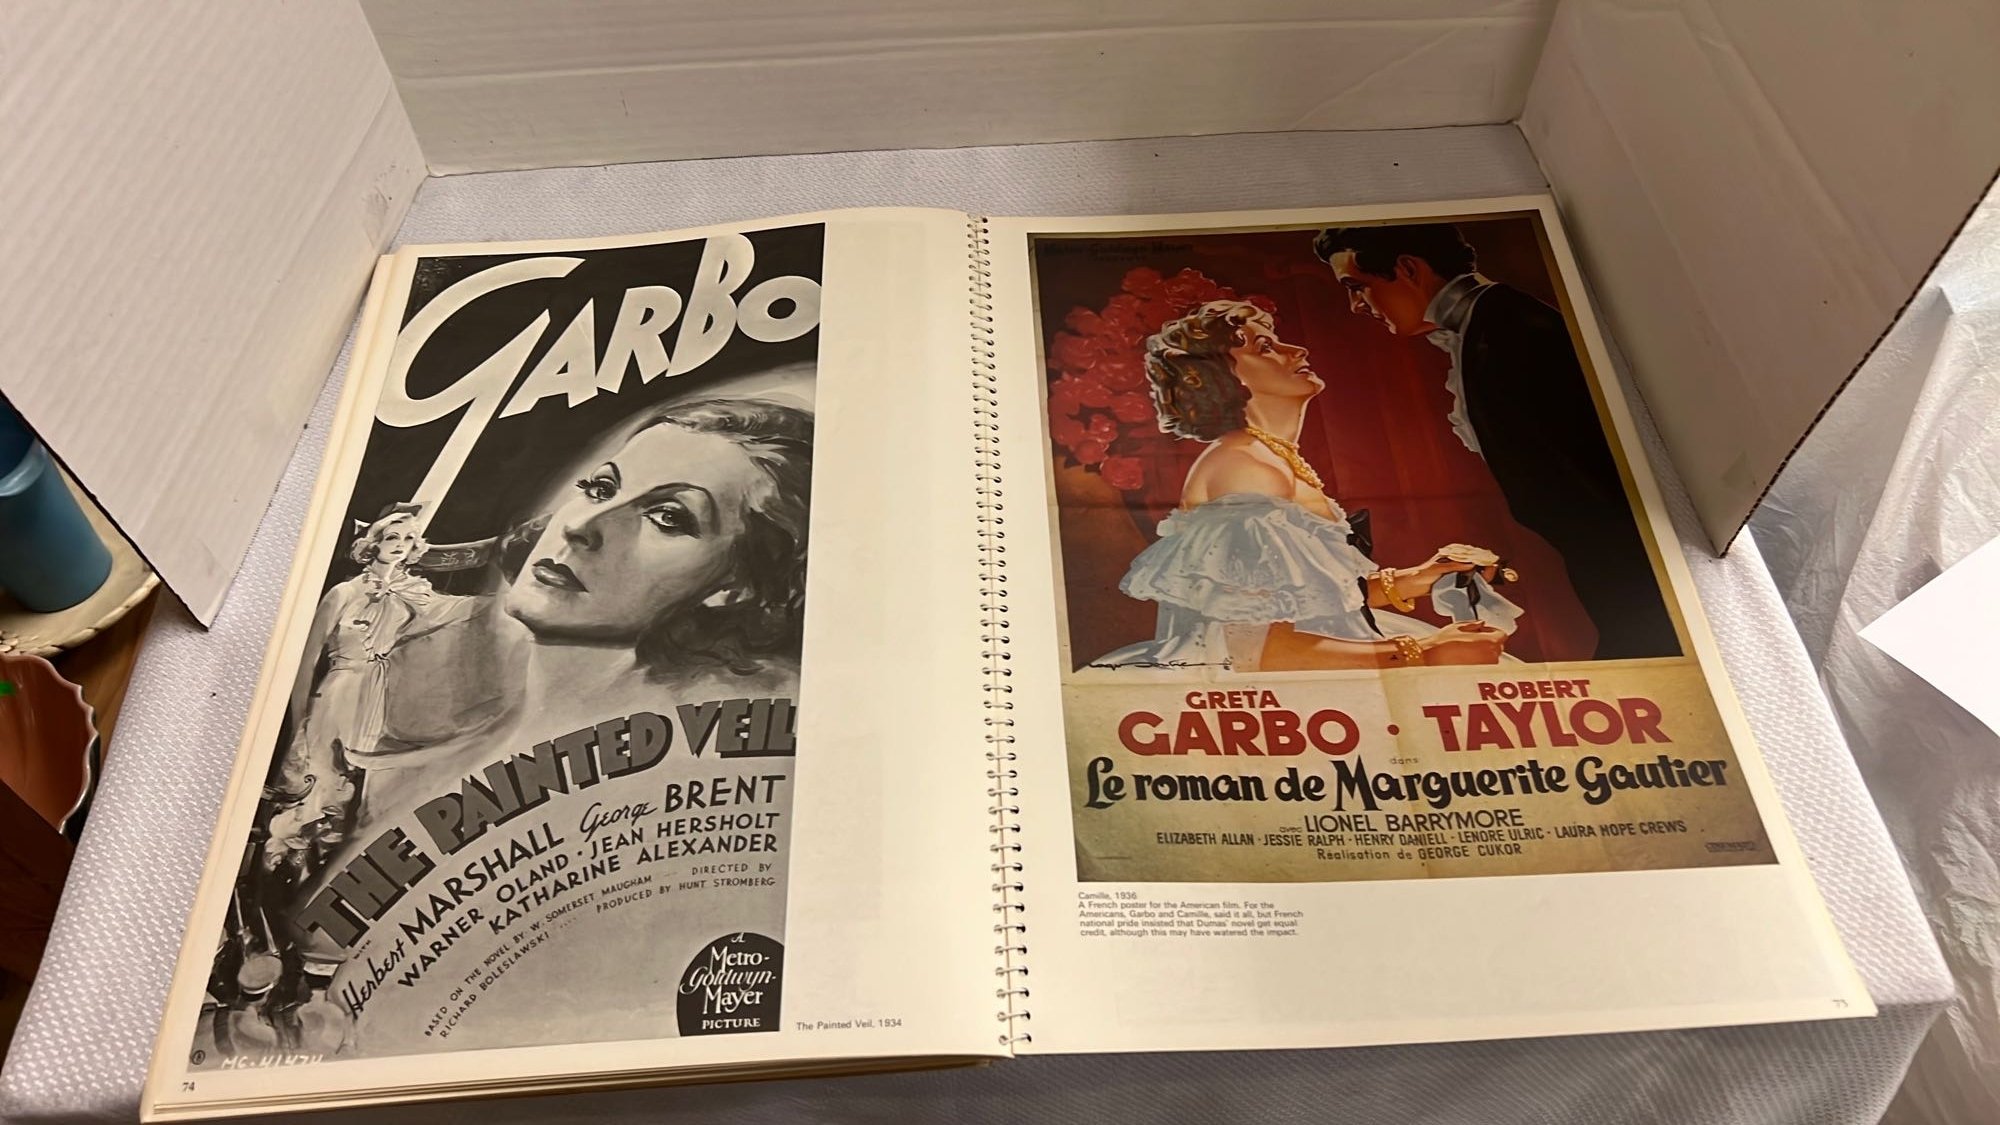 GARBO
THE PAINTED VEIL
WITH
Herbert MARSHALL George BRENT
WARNER OLAND · JEAN HERSHOLT
KATHARINE ALEXANDER
BASED ON THE NOVEL BY W. SOMERSET MAUGHAM ... DIRECTED BY
RICHARD BOLESLAWSKI ... PRODUCED BY HUNT STROMBERG
A
Metro-
Goldwyn-
Mayer
PICTURE
MC-41474
74
The Painted Veil, 1934
Metro Goldwyn Mayer
GRETA
GARBO · ROBERT
TAYLOR
dans
Le roman de Marguerite Gautier
avec LIONEL BARRYMORE
ELIZABETH ALLAN · JESSIE RALPH · HENRY DANIELL · LENORE ULRIC · LAURA HOPE CREWS
Réalisation de GEORGE CUKOR
Camille, 1936
A French poster for the American film. For the
Americans, Garbo and Camille, said it all, but French
national pride insisted that Dumas' novel get equal
credit, although this may have watered the impact.
75